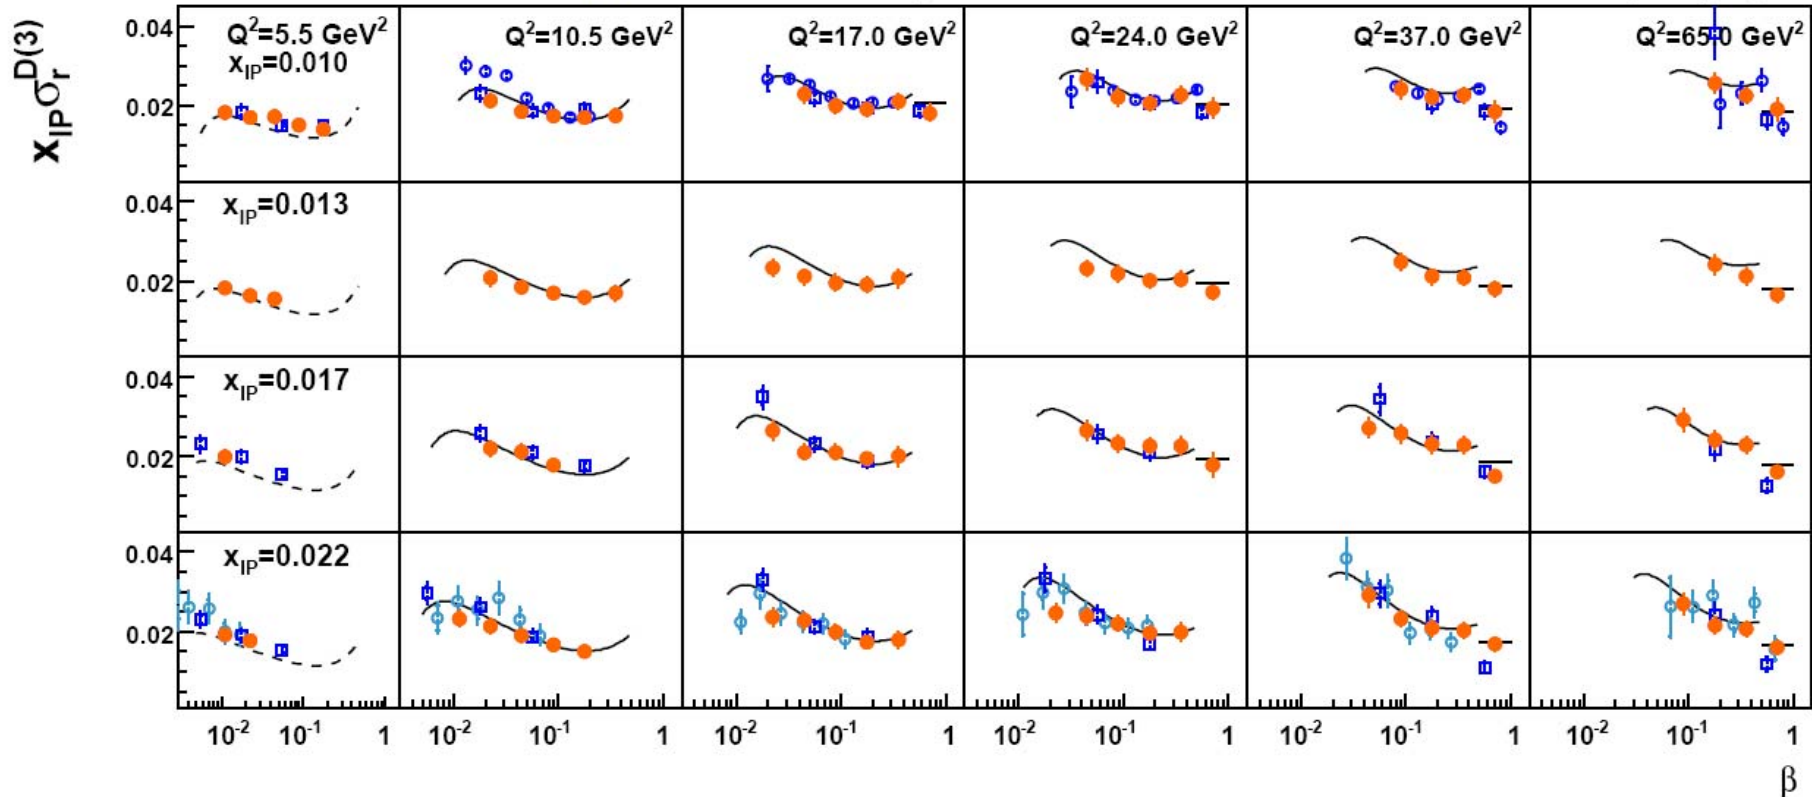 x_IP σ_r^D(3)
Q²=5.5 GeV² Q²=10.5 GeV² Q²=17.0 GeV² Q²=24.0 GeV² Q²=37.0 GeV² Q²=65.0 GeV²
x_IP=0.010
0.04
0.02
x_IP=0.013
0.04
0.02
x_IP=0.017
0.04
0.02
x_IP=0.022
0.04
0.02
10⁻² 10⁻¹ 1 10⁻² 10⁻¹ 1 10⁻² 10⁻¹ 1 10⁻² 10⁻¹ 1 10⁻² 10⁻¹ 1 10⁻² 10⁻¹ 1
β